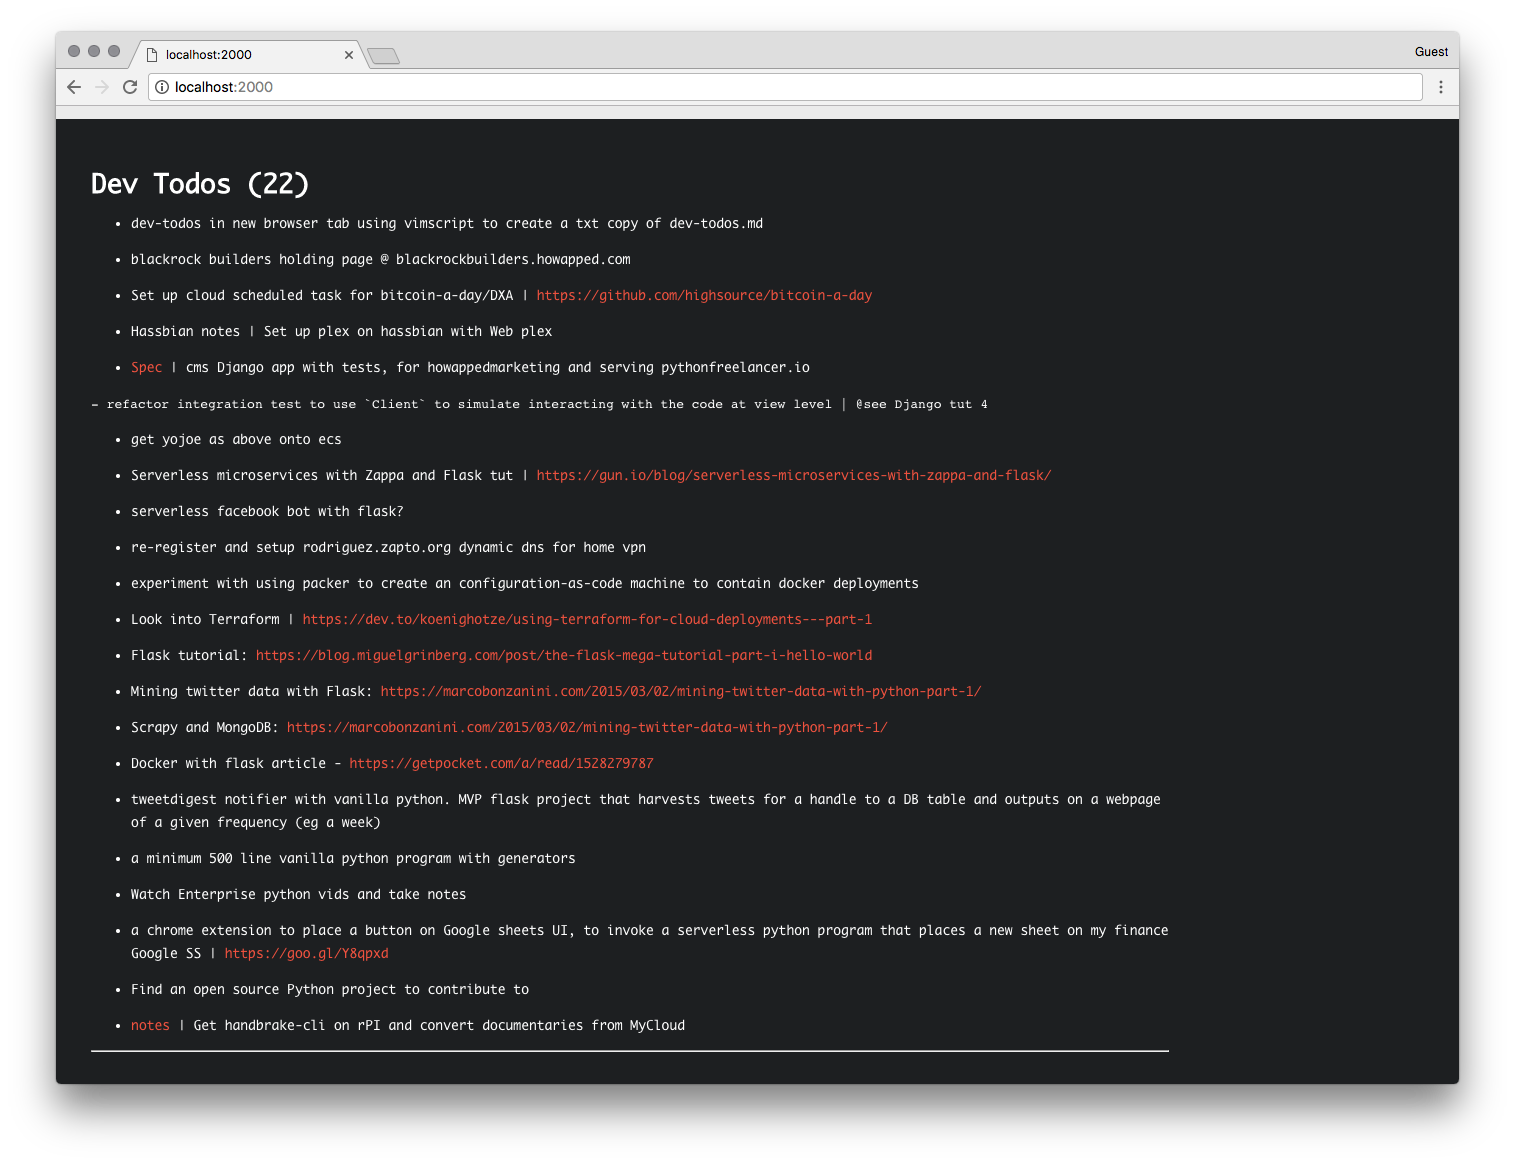 localhost:2000
Guest
localhost:2000
Dev Todos (22)
• dev-todos in new browser tab using vimscript to create a txt copy of dev-todos.md
• blackrock builders holding page @ blackrockbuilders.howapped.com
• Set up cloud scheduled task for bitcoin-a-day/DXA | https://github.com/highsource/bitcoin-a-day
• Hassbian notes | Set up plex on hassbian with Web plex
• Spec | cms Django app with tests, for howappedmarketing and serving pythonfreelancer.io
- refactor integration test to use `Client` to simulate interacting with the code at view level | @see Django tut 4
• get yojoe as above onto ecs
• Serverless microservices with Zappa and Flask tut | https://gun.io/blog/serverless-microservices-with-zappa-and-flask/
• serverless facebook bot with flask?
• re-register and setup rodriguez.zapto.org dynamic dns for home vpn
• experiment with using packer to create an configuration-as-code machine to contain docker deployments
• Look into Terraform | https://dev.to/koenighotze/using-terraform-for-cloud-deployments---part-1
• Flask tutorial: https://blog.miguelgrinberg.com/post/the-flask-mega-tutorial-part-i-hello-world
• Mining twitter data with Flask: https://marcobonzanini.com/2015/03/02/mining-twitter-data-with-python-part-1/
• Scrapy and MongoDB: https://marcobonzanini.com/2015/03/02/mining-twitter-data-with-python-part-1/
• Docker with flask article - https://getpocket.com/a/read/1528279787
• tweetdigest notifier with vanilla python. MVP flask project that harvests tweets for a handle to a DB table and outputs on a webpage
of a given frequency (eg a week)
• a minimum 500 line vanilla python program with generators
• Watch Enterprise python vids and take notes
• a chrome extension to place a button on Google sheets UI, to invoke a serverless python program that places a new sheet on my finance
Google SS | https://goo.gl/Y8qpxd
• Find an open source Python project to contribute to
• notes | Get handbrake-cli on rPI and convert documentaries from MyCloud